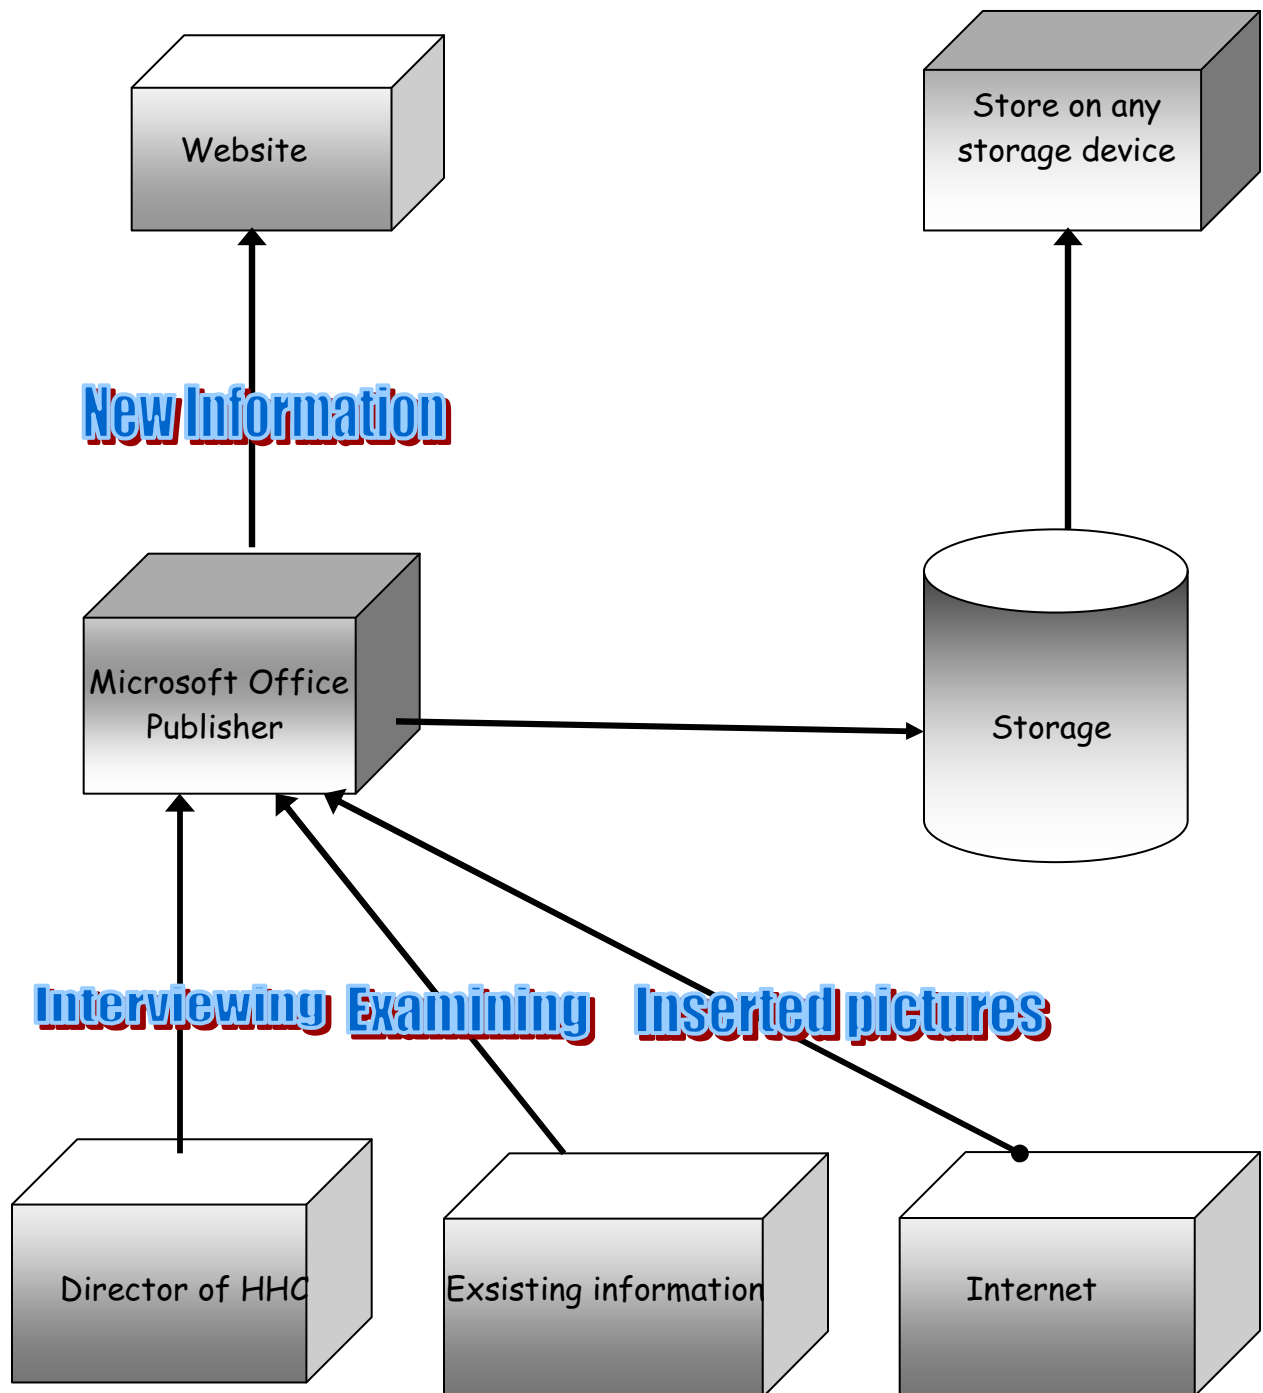 Website
Store on any
storage device
New Information
Microsoft Office
Publisher
Storage
Interviewing
Examining
Inserted pictures
Director of HHC
Exsisting information
Internet